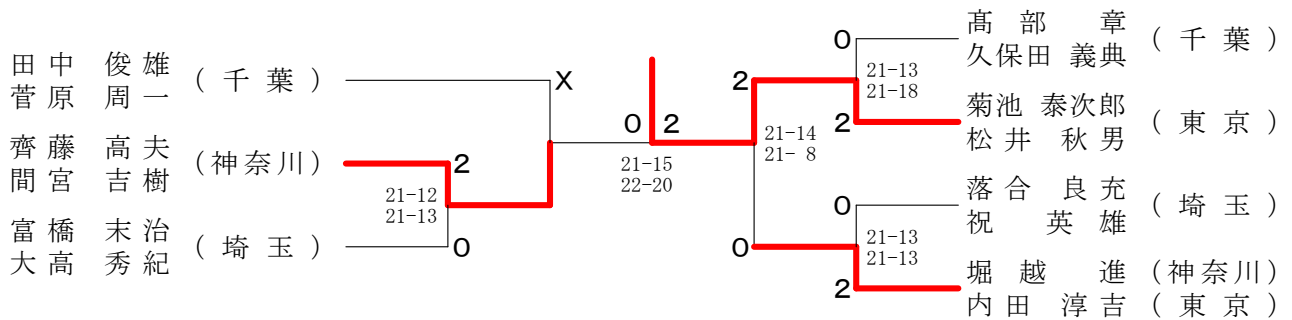 田中 俊雄
菅原 周一
(千葉)
X
齊藤 高夫
間宮 吉樹
(神奈川)
2
21-12
21-13
富橋 末治
大高 秀紀
(埼玉)
0
0 2
21-15
22-20
髙部 章
久保田 義典
(千葉)
0
21-13
21-18
2
菊池 泰次郎
松井 秋男
(東京)
2
21-14
21- 8
落合 良充
祝 英雄
(埼玉)
0
21-13
21-13
0
2
堀越 進 (神奈川)
内田 淳吉 (東京)